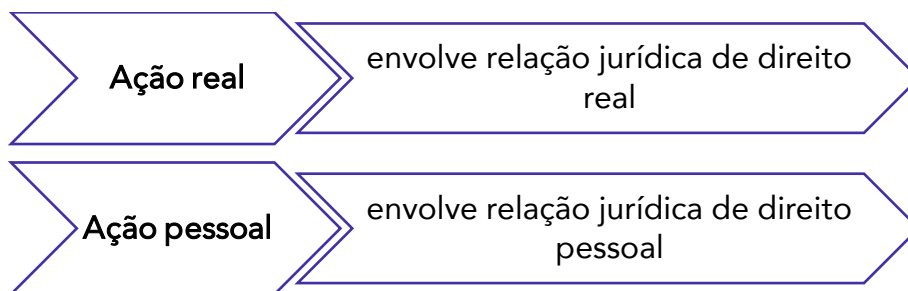 Ação real
envolve relação jurídica de direito
real
Ação pessoal
envolve relação jurídica de direito
pessoal